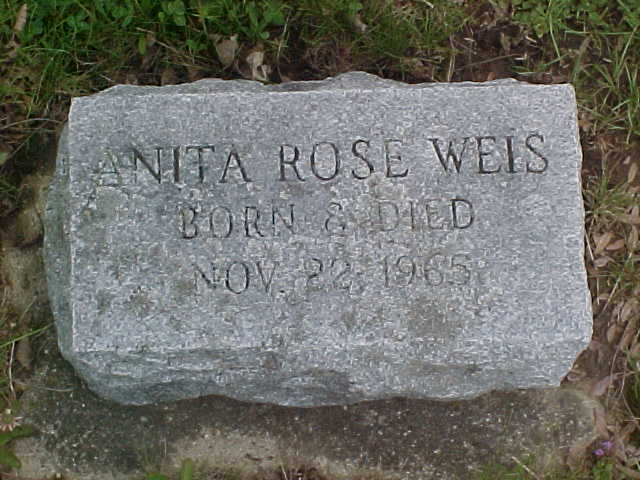 ANITA ROSE WEIS
BORN & DIED
NOV. 22, 1965